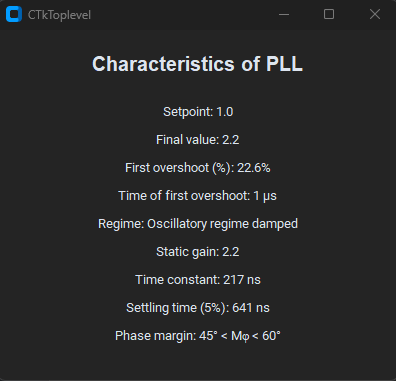 CTkToplevel
Characteristics of PLL
Setpoint: 1.0
Final value: 2.2
First overshoot (%): 22.6%
Time of first overshoot: 1 µs
Regime: Oscillatory regime damped
Static gain: 2.2
Time constant: 217 ns
Settling time (5%): 641 ns
Phase margin: 45° < Mφ < 60°